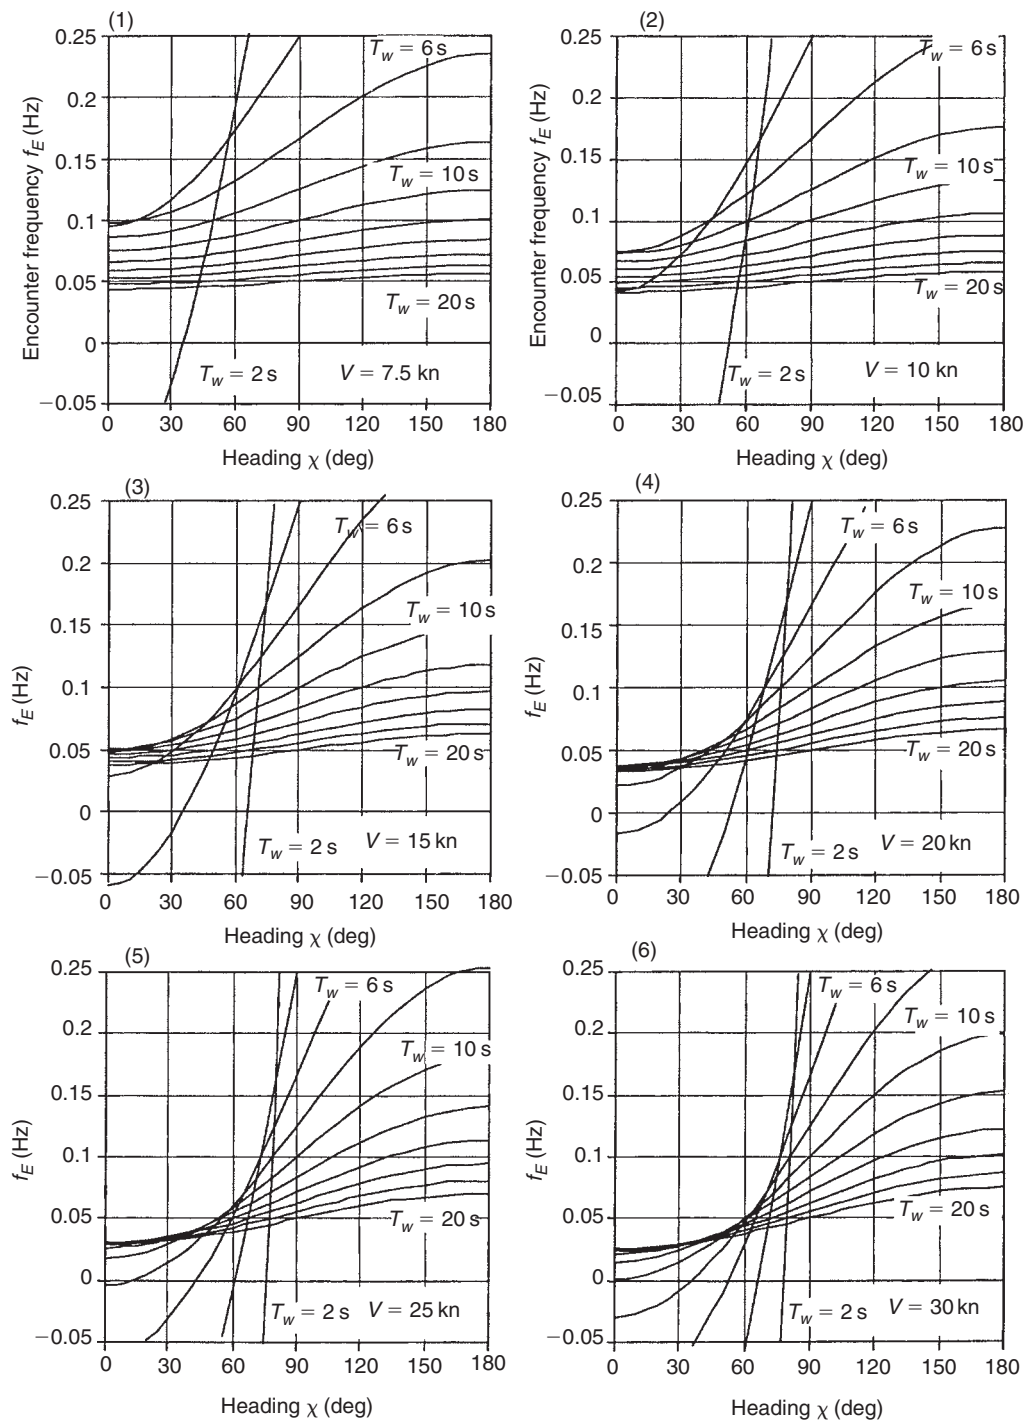 (1)
(2)
Encounter frequency f_E (Hz)
0.25
0.2
0.15
0.1
0.05
0
−0.05
T_w = 6 s
T_w = 10 s
T_w = 20 s
T_w = 2 s
V = 7.5 kn
0 30 60 90 120 150 180
Heading χ (deg)
Encounter frequency f_E (Hz)
0.25
0.2
0.15
0.1
0.05
0
−0.05
T_w = 6 s
T_w = 10 s
T_w = 20 s
T_w = 2 s
V = 10 kn
0 30 60 90 120 150 180
Heading χ (deg)
(3)
(4)
f_E (Hz)
0.25
0.2
0.15
0.1
0.05
0
−0.05
T_w = 6 s
T_w = 10 s
T_w = 20 s
T_w = 2 s
V = 15 kn
0 30 60 90 120 150 180
Heading χ (deg)
f_E (Hz)
0.25
0.2
0.15
0.1
0.05
0
−0.05
T_w = 6 s
T_w = 10 s
T_w = 20 s
T_w = 2 s
V = 20 kn
0 30 60 90 120 150 180
Heading χ (deg)
(5)
(6)
f_E (Hz)
0.25
0.2
0.15
0.1
0.05
0
−0.05
T_w = 6 s
T_w = 10 s
T_w = 20 s
T_w = 2 s
V = 25 kn
0 30 60 90 120 150 180
Heading χ (deg)
f_E (Hz)
0.25
0.2
0.15
0.1
0.05
0
−0.05
T_w = 6 s
T_w = 10 s
T_w = 20 s
T_w = 2 s
V = 30 kn
0 30 60 90 120 150 180
Heading χ (deg)